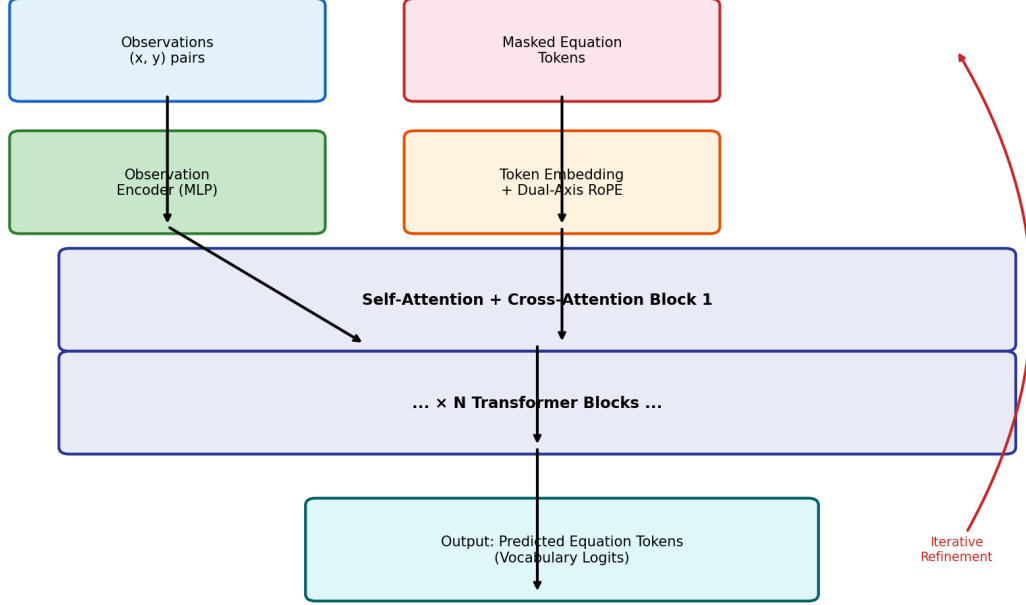 Observations
(x, y) pairs
Masked Equation
Tokens
Observation
Encoder (MLP)
Token Embedding
+ Dual-Axis RoPE
Self-Attention + Cross-Attention Block 1
... × N Transformer Blocks ...
Output: Predicted Equation Tokens
(Vocabulary Logits)
Iterative
Refinement